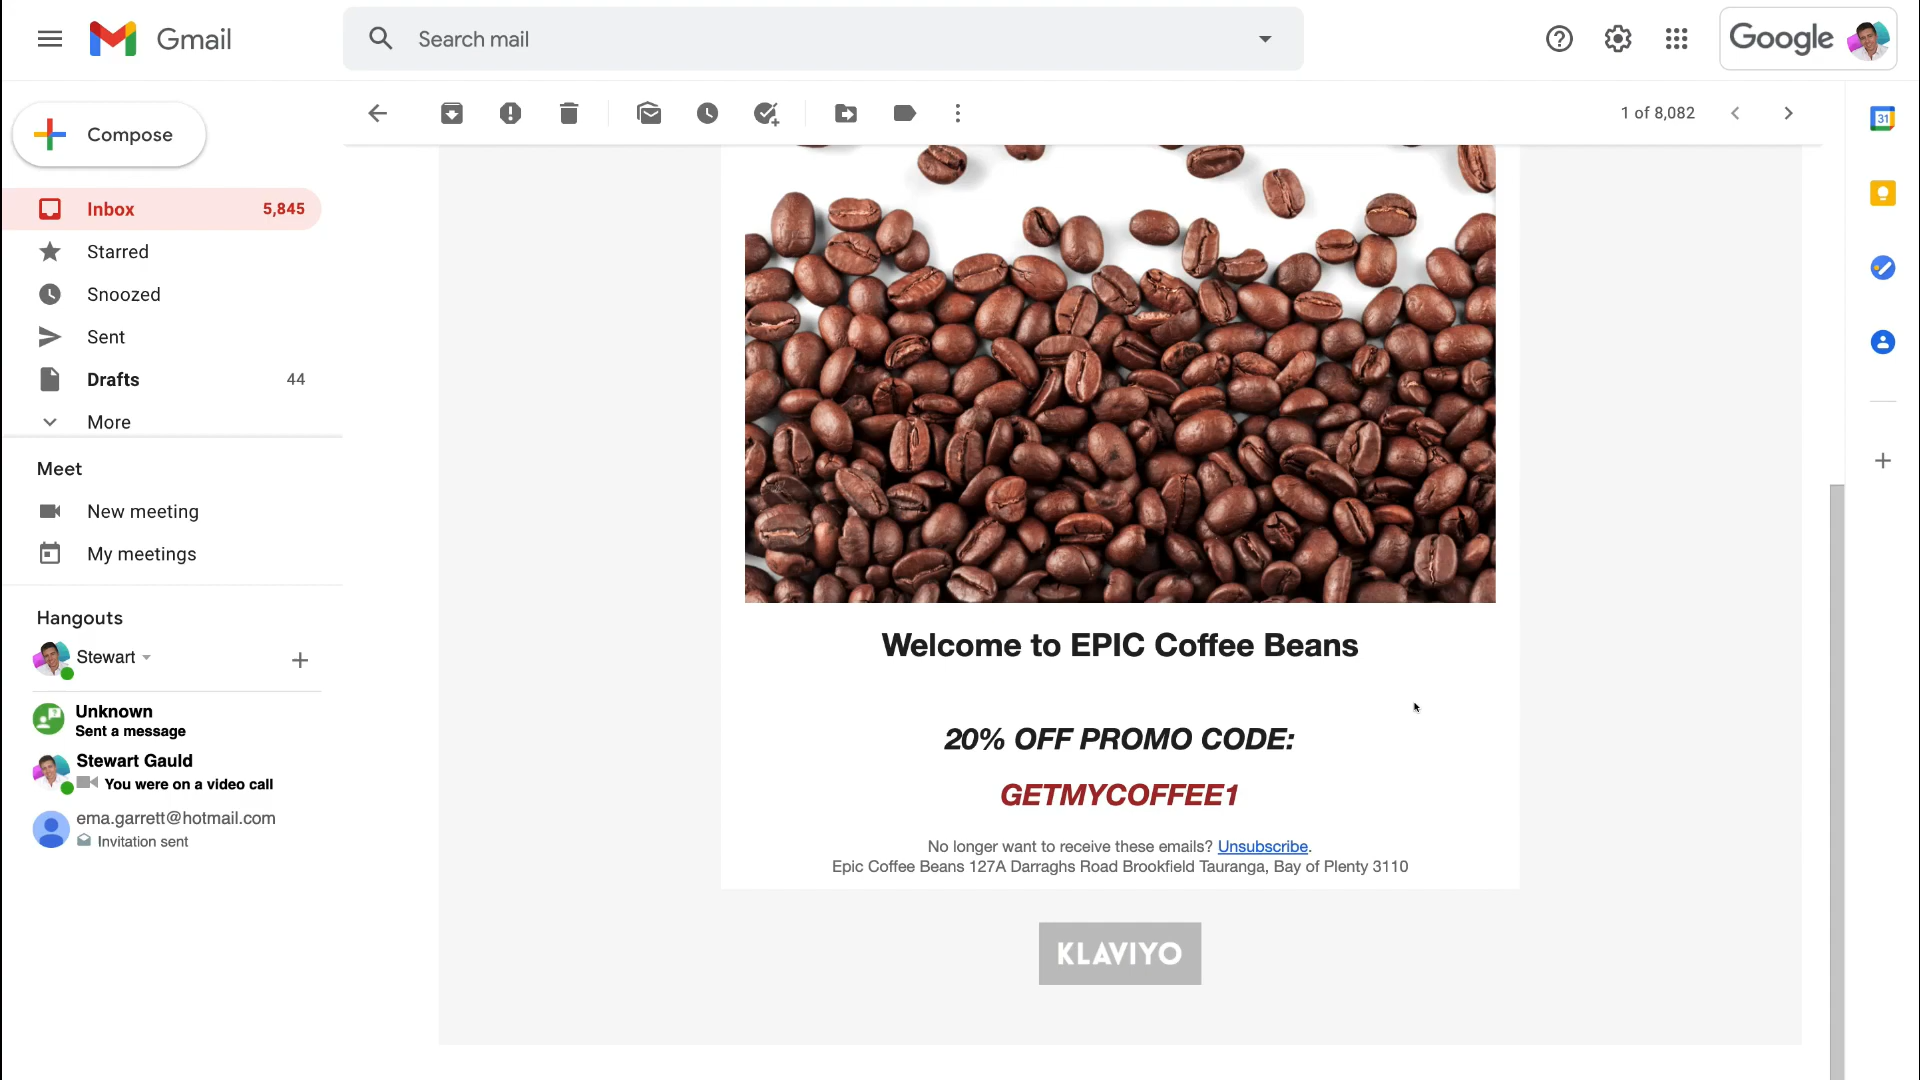 Gmail
Search mail
Google
Compose
1 of 8,082
31
Inbox 5,845
Starred
Snoozed
Sent
Drafts 44
More
Meet
New meeting
My meetings
Hangouts
Stewart
Unknown
Sent a message
Stewart Gauld
You were on a video call
ema.garrett@hotmail.com
Invitation sent
Welcome to EPIC Coffee Beans
20% OFF PROMO CODE:
GETMYCOFFEE1
No longer want to receive these emails? Unsubscribe.
Epic Coffee Beans 127A Darraghs Road Brookfield Tauranga, Bay of Plenty 3110
KLAVIYO